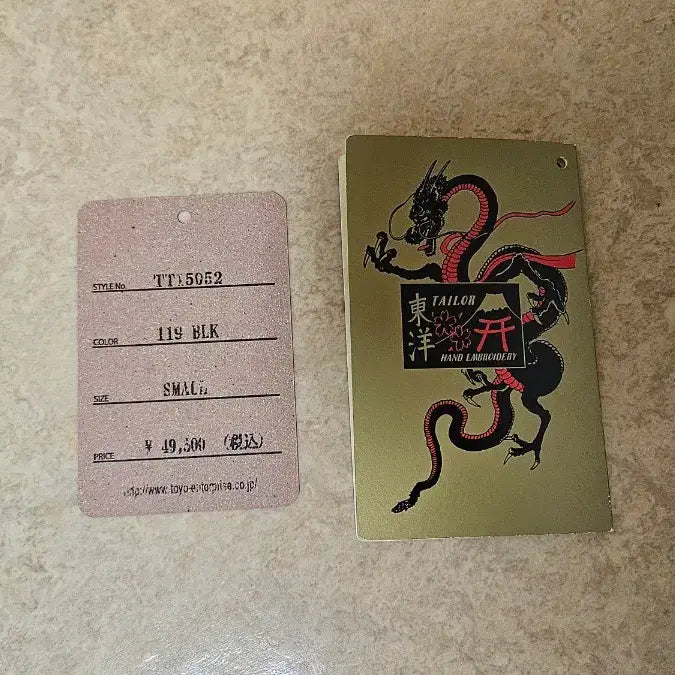 STYLE No. TT15052
COLOR 119 BLK
SIZE SMALL
PRICE ¥ 49,500 (税込)
http://www.toyo-enterprise.co.jp/
TAILOR
東洋
HAND EMBROIDERY